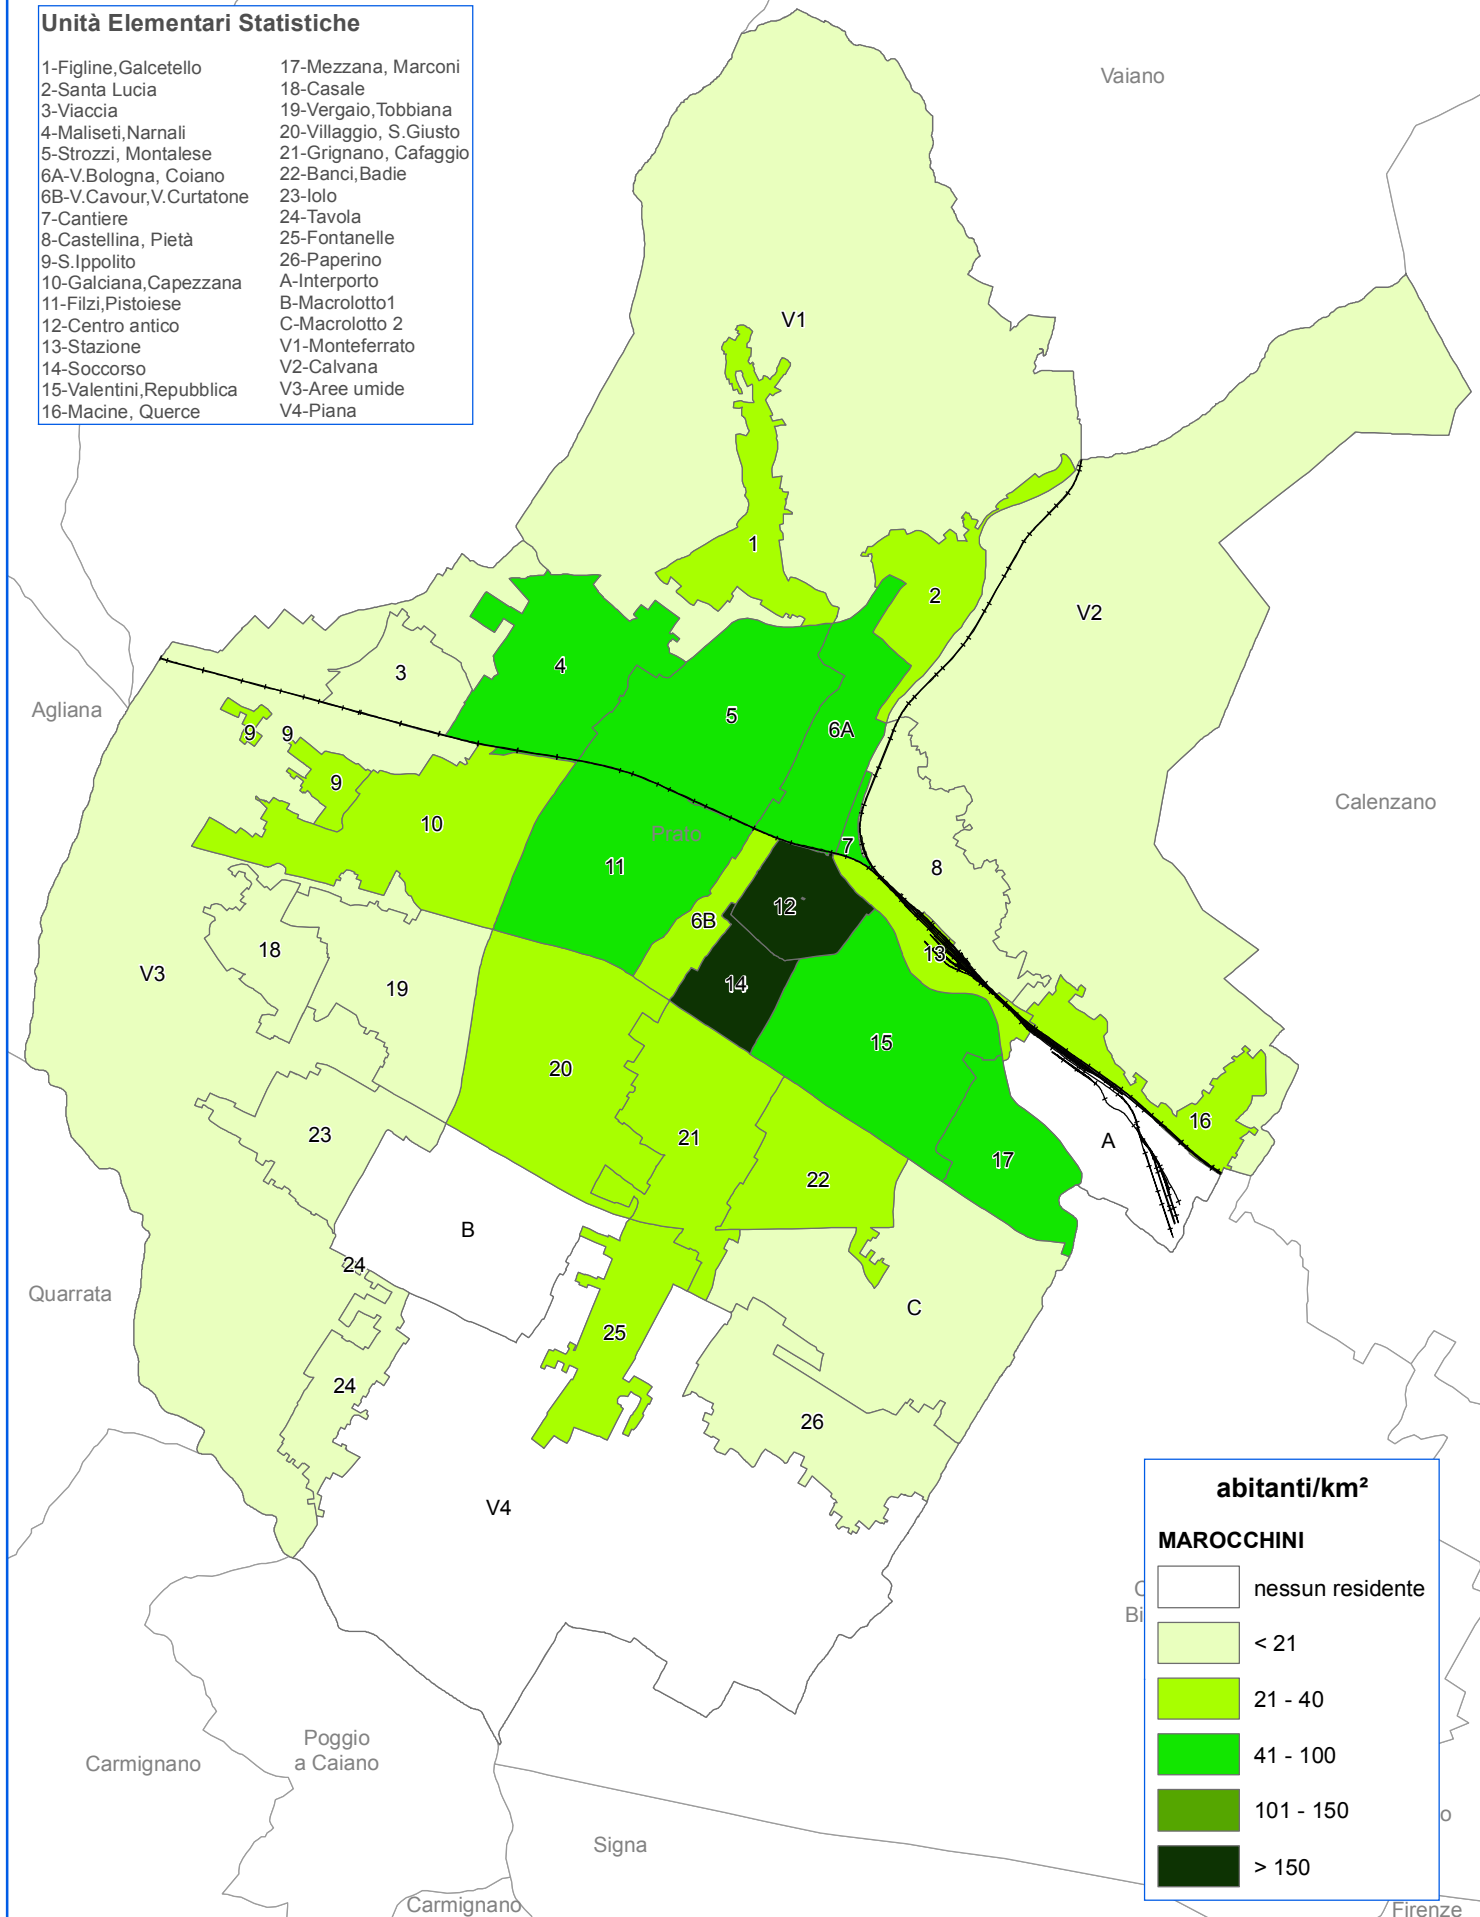 Unità Elementari Statistiche
1-Figline,Galcetello
2-Santa Lucia
3-Viaccia
4-Maliseti,Narnali
5-Strozzi, Montalese
6A-V.Bologna, Coiano
6B-V.Cavour,V.Curtatone
7-Cantiere
8-Castellina, Pietà
9-S.Ippolito
10-Galciana,Capezzana
11-Filzi,Pistoiese
12-Centro antico
13-Stazione
14-Soccorso
15-Valentini,Repubblica
16-Macine, Querce
17-Mezzana, Marconi
18-Casale
19-Vergaio,Tobbiana
20-Villaggio, S.Giusto
21-Grignano, Cafaggio
22-Banci,Badie
23-Iolo
24-Tavola
25-Fontanelle
26-Paperino
A-Interporto
B-Macrolotto1
C-Macrolotto 2
V1-Monteferrato
V2-Calvana
V3-Aree umide
V4-Piana
Vaiano
V1
1
2
V2
3
4
Agliana
5
6A
9
9
9
Calenzano
10
Prato
7
11
8
12
6B
18
13
V3
14
19
15
20
16
23
21
A
17
22
B
24
Quarrata
C
25
24
26
V4
abitanti/km²
MAROCCHINI
nessun residente
< 21
21 - 40
41 - 100
101 - 150
> 150
C
Bi
o
Poggio
a Caiano
Carmignano
Signa
Carmignano
Firenze